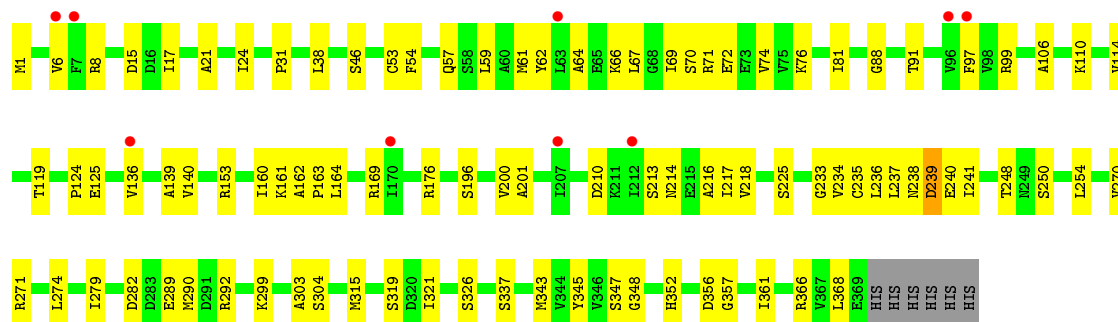 M1 V6 F7 R8 D15 D16 I17 A21 I24 P31 L38 S46 C53 F54 Q57 S58 L59 A60 M61 Y62 L63 A64 E65 K66 L67 G68 I69 S70 R71 E72 E73 V74 V75 K76 I81 G88 T91 V96 F97 V98 R99 A106 K110
T119 P124 E125 V136 A139 V140 R153 I160 K161 A162 P163 L164 R169 I170 R176 S196 V200 A201 I207 D210 K211 I212 S213 N214 E215 A216 I217 V218 S225 G233 V234 C235 L236 L237 N238 D239 E240 I241 T248 N249 S250 L254
R271 L274 I279 D282 D283 E289 M290 D291 R292 K299 A303 S304 M315 S319 D320 I321 S326 S337 M343 V344 Y345 V346 S347 G348 H352 D356 G357 I361 R366 V367 L368 E369 HIS HIS HIS HIS HIS HIS